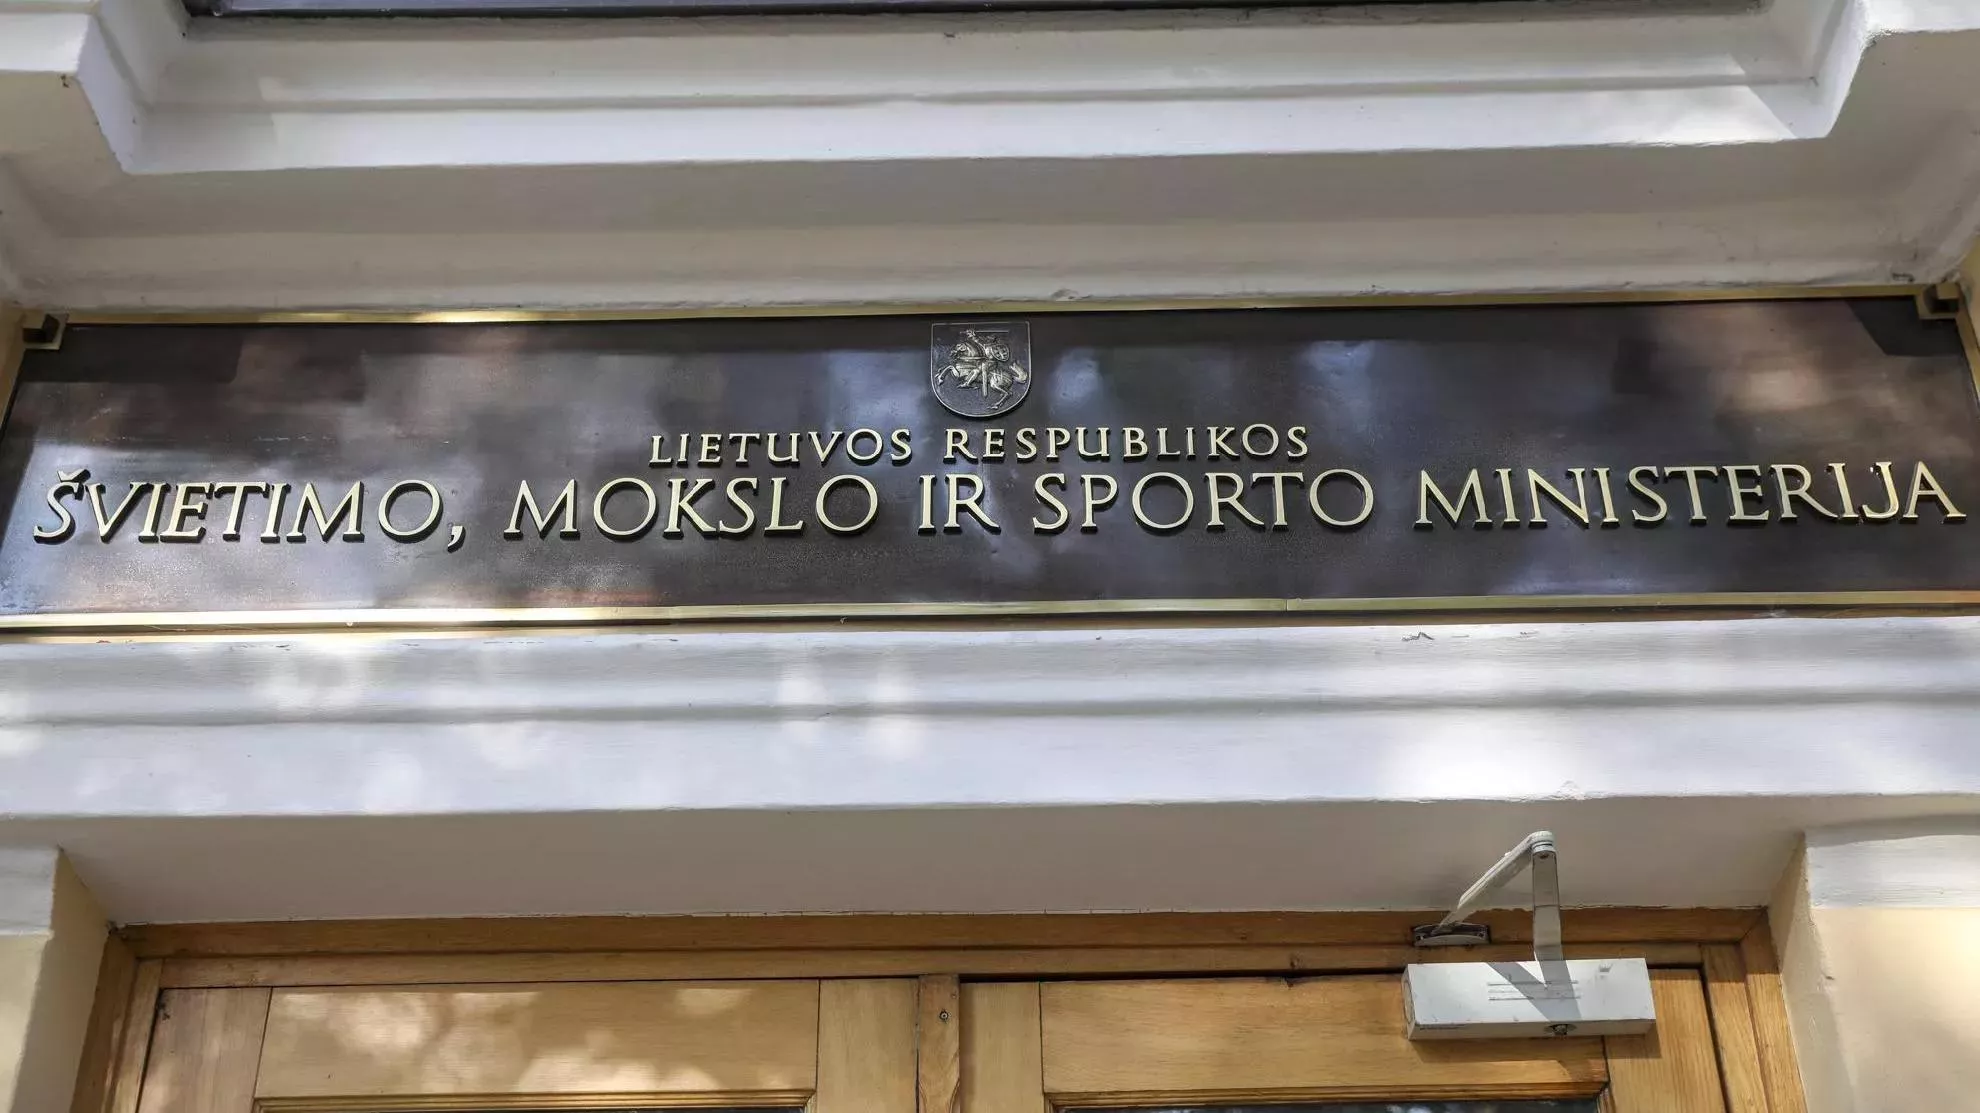 LIETUVOS RESPUBLIKOS
ŠVIETIMO, MOKSLO IR SPORTO MINISTERIJA